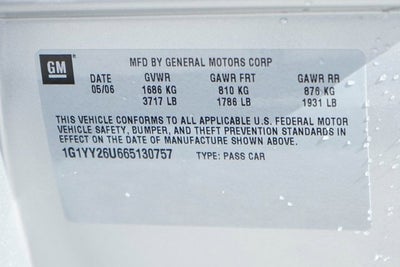 GM
MFD BY GENERAL MOTORS CORP
DATE GVWR GAWR FRT GAWR RR
05/06 1686 KG 810 KG 876 KG
3717 LB 1786 LB 1931 LB
THIS VEHICLE CONFORMS TO ALL APPLICABLE U.S. FEDERAL MOTOR
VEHICLE SAFETY, BUMPER, AND THEFT PREVENTION STANDARDS IN
EFFECT ON THE DATE OF MANUFACTURE SHOWN ABOVE.
1G1YY26U665130757 TYPE: PASS CAR